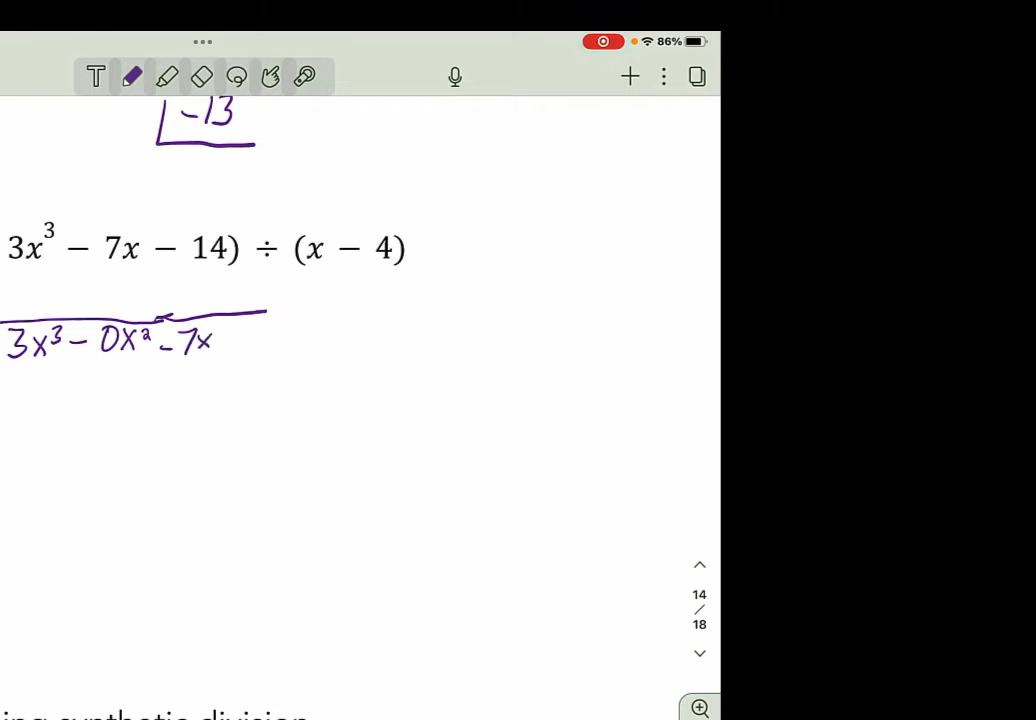 86%
T
-13
3x³ − 7x − 14) ÷ (x − 4)
3x³ - 0x² - 7x
14
/
18